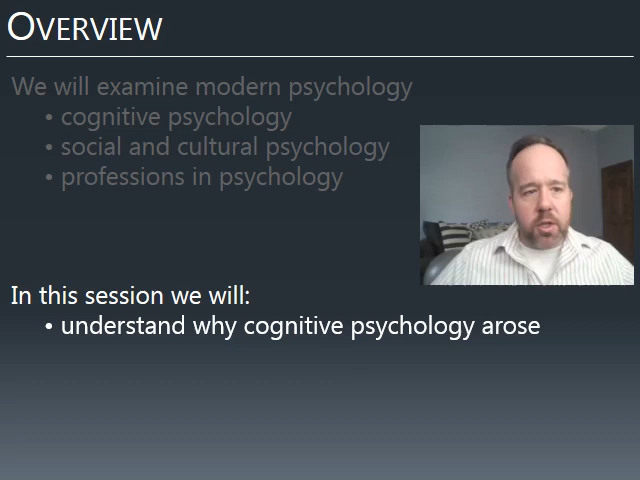 OVERVIEW
We will examine modern psychology
• cognitive psychology
• social and cultural psychology
• professions in psychology
In this session we will:
• understand why cognitive psychology arose